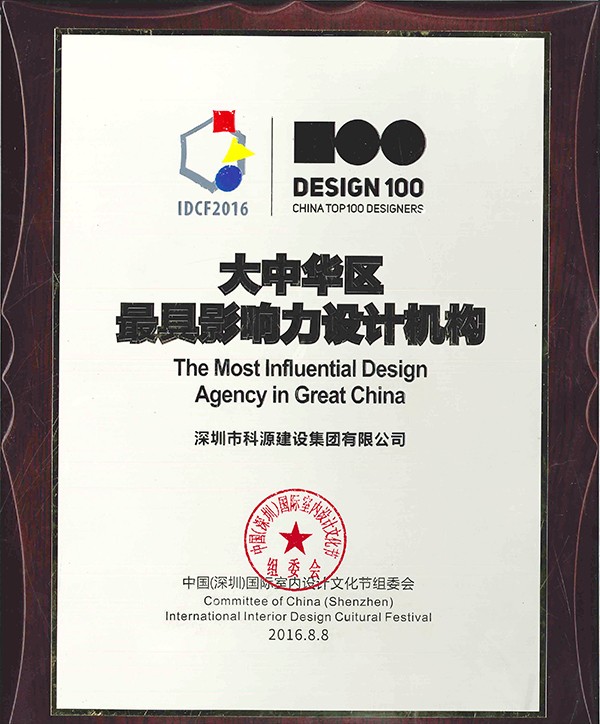 IDCF2016
DESIGN 100
CHINA TOP100 DESIGNERS
大中华区
最具影响力设计机构
The Most Influential Design
Agency in Great China
深圳市科源建设集团有限公司
中国(深圳)国际室内设计文化节
组委会
中国(深圳)国际室内设计文化节组委会
Committee of China (Shenzhen)
International Interior Design Cuitural Festival
2016.8.8